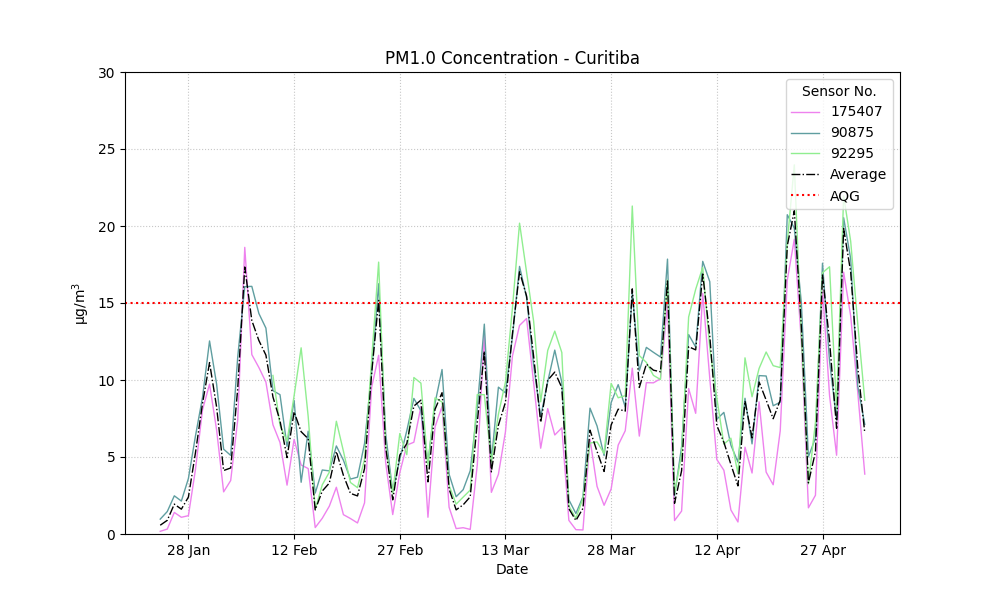 PM1.0 Concentration - Curitiba
30
25
20
15
10
5
0
µg/m³
28 Jan
12 Feb
27 Feb
13 Mar
28 Mar
12 Apr
27 Apr
Date
Sensor No.
175407
90875
92295
Average
AQG